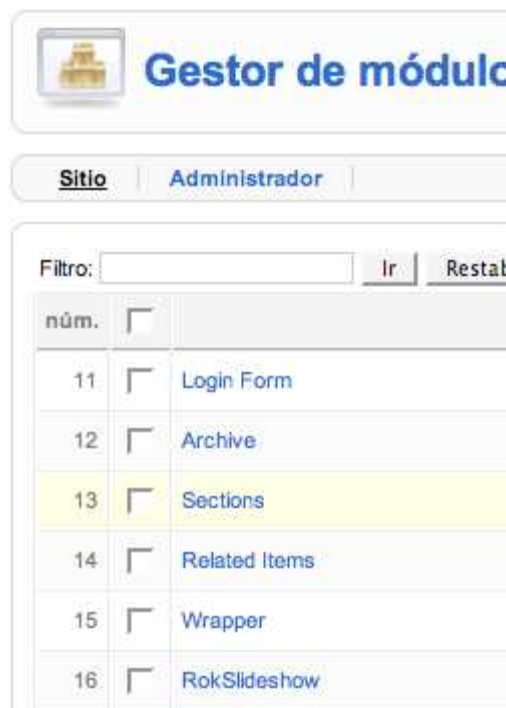 Gestor de módulo
Sitio Administrador
Filtro: Ir Restab
núm.
11 Login Form
12 Archive
13 Sections
14 Related Items
15 Wrapper
16 RokSlideshow